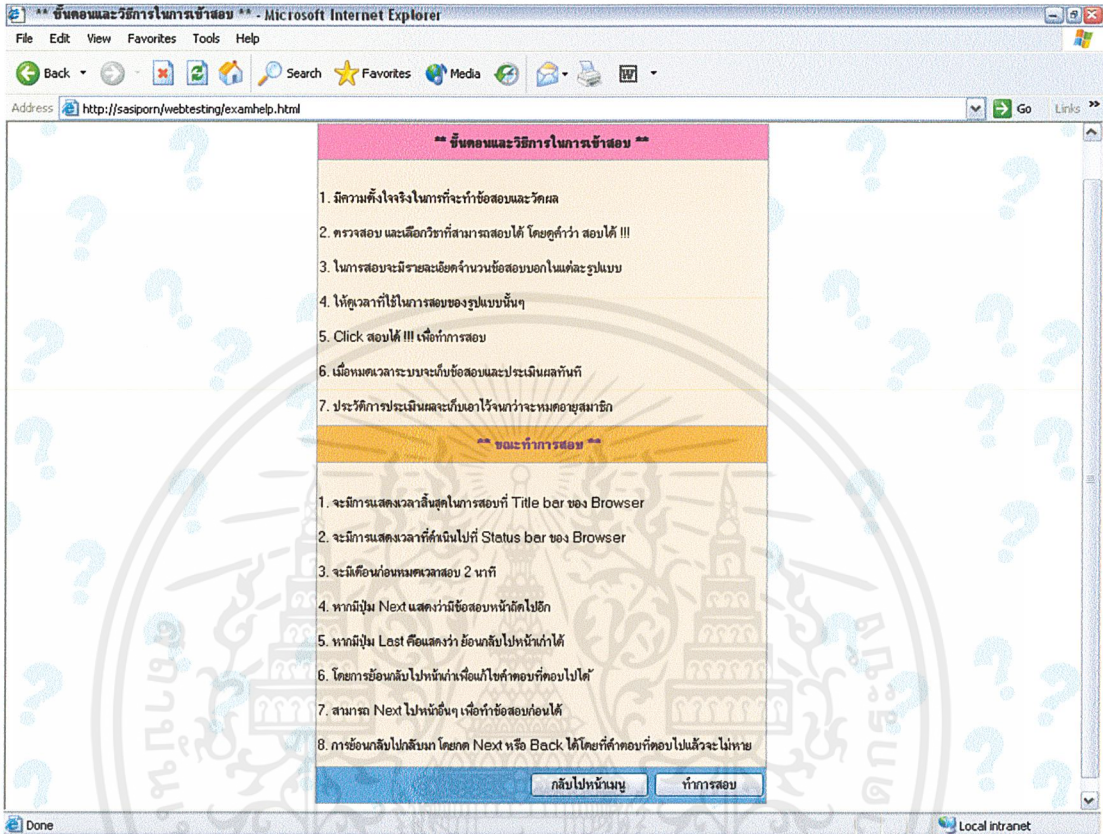 ** ขั้นตอนและวิธีการในการเข้าสอบ ** - Microsoft Internet Explorer
File Edit View Favorites Tools Help
Back Search Favorites Media
Address http://sasiporn/webtesting/examhelp.html Go Links »
** ขั้นตอนและวิธีการในการเข้าสอบ **
1. มีความตั้งใจจริงในการที่จะทำข้อสอบและวัดผล
2. ตรวจสอบ และเลือกวิชาที่สามารถสอบได้ โดยดูคำว่า สอบได้ !!!
3. ในการสอบจะมีรายละเอียดจำนวนข้อสอบบอกในแต่ละรูปแบบ
4. ให้ดูเวลาที่ใช้ในการสอบของรูปแบบนั้นๆ
5. Click สอบได้ !!! เพื่อทำการสอบ
6. เมื่อหมดเวลาระบบจะเก็บข้อสอบและประเมินผลทันที
7. ประวัติการประเมินผลจะเก็บเอาไว้จนกว่าจะหมดอายุสมาชิก
** ขณะทำการสอบ **
1. จะมีการแสดงเวลาสิ้นสุดในการสอบที่ Title bar ของ Browser
2. จะมีการแสดงเวลาที่ดำเนินไปที่ Status bar ของ Browser
3. จะมีเตือนก่อนหมดเวลาสอบ 2 นาที
4. หากมีปุ่ม Next แสดงว่ามีข้อสอบหน้าถัดไปอีก
5. หากมีปุ่ม Last คือแสดงว่า ย้อนกลับไปหน้าเก่าได้
6. โดยการย้อนกลับไปหน้าเก่าเพื่อแก้ไขคำตอบที่ตอบไปได้
7. สามารถ Next ไปหน้าอื่นๆ เพื่อทำข้อสอบก่อนได้
8. การย้อนกลับไปกลับมา โดยกด Next หรือ Back ได้โดยที่คำตอบที่ตอบไปแล้วจะไม่หาย
กลับไปหน้าเมนู ทำการสอบ
Done Local intranet